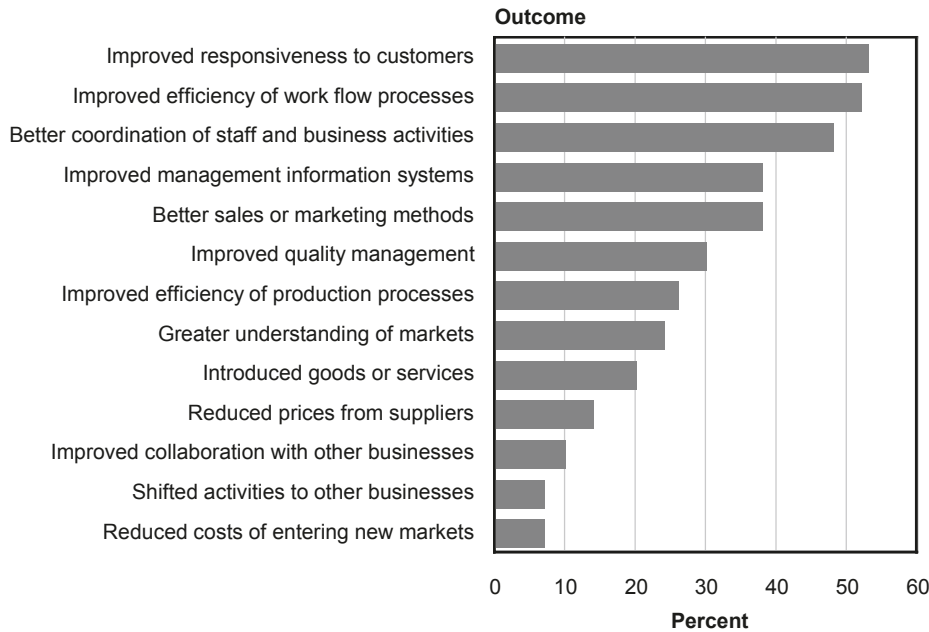 Outcome
Improved responsiveness to customers
Improved efficiency of work flow processes
Better coordination of staff and business activities
Improved management information systems
Better sales or marketing methods
Improved quality management
Improved efficiency of production processes
Greater understanding of markets
Introduced goods or services
Reduced prices from suppliers
Improved collaboration with other businesses
Shifted activities to other businesses
Reduced costs of entering new markets
0 10 20 30 40 50 60
Percent